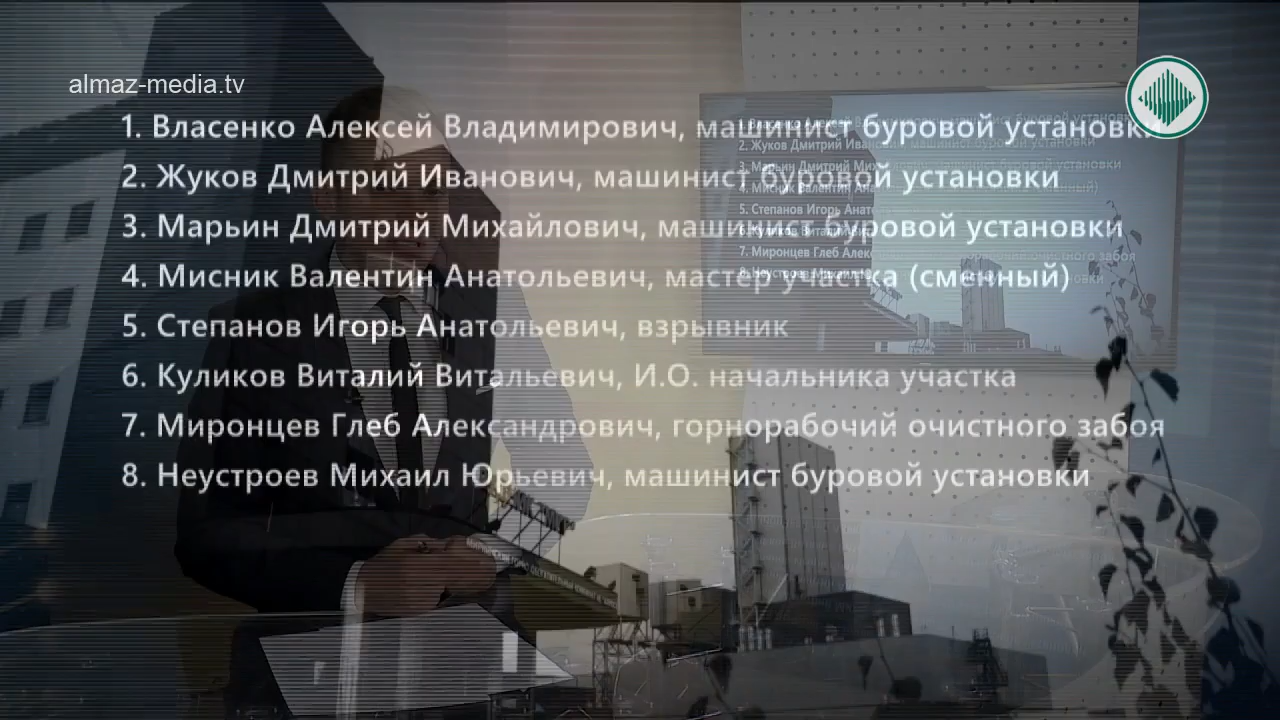 almaz-media.tv
1. Власенко Алексей Владимирович, машинист буровой установки
2. Жуков Дмитрий Иванович, машинист буровой установки
3. Марьин Дмитрий Михайлович, машинист буровой установки
4. Мисник Валентин Анатольевич, мастер участка (сменный)
5. Степанов Игорь Анатольевич, взрывник
6. Куликов Виталий Витальевич, И.О. начальника участка
7. Миронцев Глеб Александрович, горнорабочий очистного забоя
8. Неустроев Михаил Юрьевич, машинист буровой установки